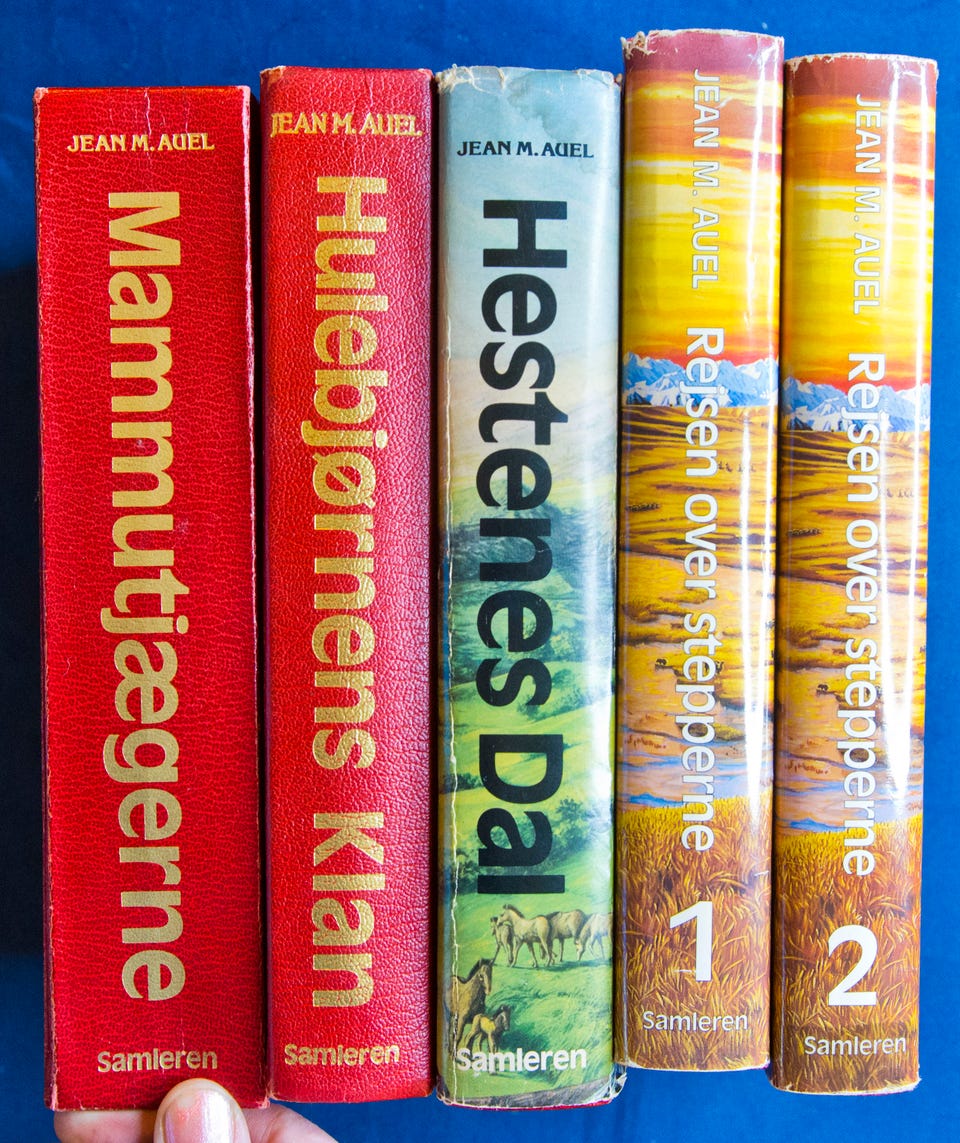 JEAN M. AUEL
Mammutjægerne
Samleren
JEAN M. AUEL
Hulebjørnens Klan
Samleren
JEAN M. AUEL
Hestenes Dal
Samleren
JEAN M. AUEL Rejsen over stepperne
1
Samleren
JEAN M. AUEL Rejsen over stepperne
2
Samleren